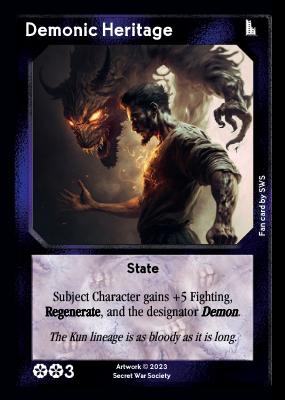 Demonic Heritage
Fan card by SWS
State
Subject Character gains +5 Fighting,
Regenerate, and the designator Demon.
The Kun lineage is as bloody as it is long.
3
Artwork © 2023
Secret War Society